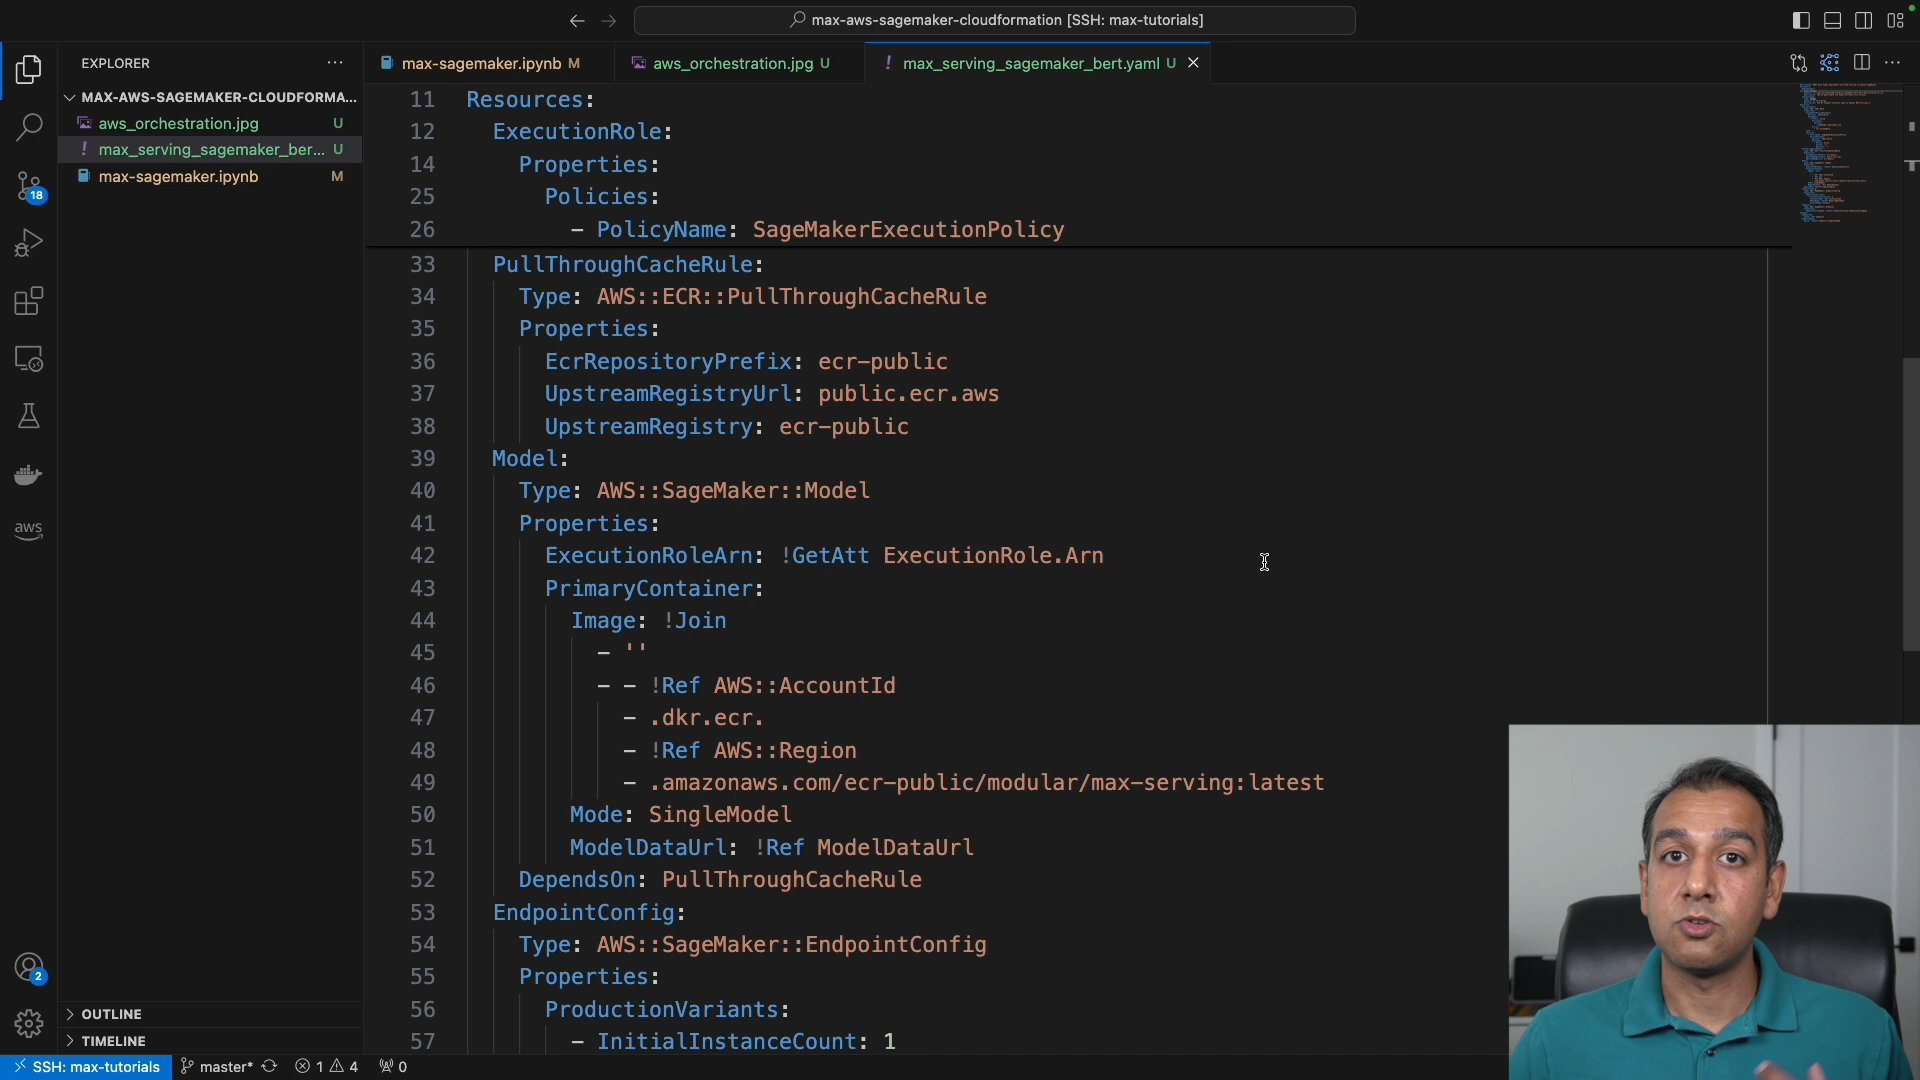 max-aws-sagemaker-cloudformation [SSH: max-tutorials]
EXPLORER
MAX-AWS-SAGEMAKER-CLOUDFORMA...
aws_orchestration.jpg U
! max_serving_sagemaker_ber... U
max-sagemaker.ipynb M
18
aws
2
OUTLINE
TIMELINE
max-sagemaker.ipynb M
aws_orchestration.jpg U
! max_serving_sagemaker_bert.yaml U
11 Resources:
12 ExecutionRole:
14 Properties:
25 Policies:
26 - PolicyName: SageMakerExecutionPolicy
33 PullThroughCacheRule:
34 Type: AWS::ECR::PullThroughCacheRule
35 Properties:
36 EcrRepositoryPrefix: ecr-public
37 UpstreamRegistryUrl: public.ecr.aws
38 UpstreamRegistry: ecr-public
39 Model:
40 Type: AWS::SageMaker::Model
41 Properties:
42 ExecutionRoleArn: !GetAtt ExecutionRole.Arn
43 PrimaryContainer:
44 Image: !Join
45 - ''
46 - - !Ref AWS::AccountId
47 - .dkr.ecr.
48 - !Ref AWS::Region
49 - .amazonaws.com/ecr-public/modular/max-serving:latest
50 Mode: SingleModel
51 ModelDataUrl: !Ref ModelDataUrl
52 DependsOn: PullThroughCacheRule
53 EndpointConfig:
54 Type: AWS::SageMaker::EndpointConfig
55 Properties:
56 ProductionVariants:
57 - InitialInstanceCount: 1
SSH: max-tutorials master* 1 4 0